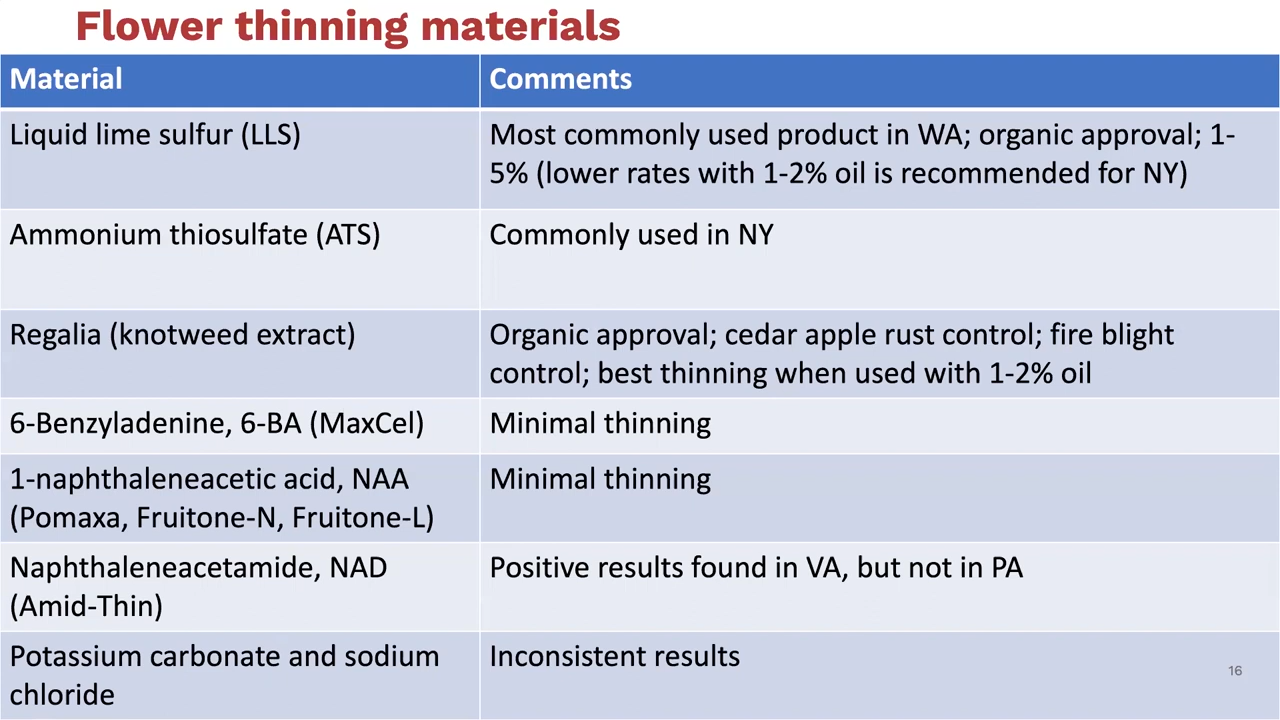 Flower thinning materials
Material
Comments
Liquid lime sulfur (LLS)
Most commonly used product in WA; organic approval; 1-
5% (lower rates with 1-2% oil is recommended for NY)
Ammonium thiosulfate (ATS)
Commonly used in NY
Regalia (knotweed extract)
Organic approval; cedar apple rust control; fire blight
control; best thinning when used with 1-2% oil
6-Benzyladenine, 6-BA (MaxCel)
Minimal thinning
1-naphthaleneacetic acid, NAA
(Pomaxa, Fruitone-N, Fruitone-L)
Minimal thinning
Naphthaleneacetamide, NAD
(Amid-Thin)
Positive results found in VA, but not in PA
Potassium carbonate and sodium
chloride
Inconsistent results
16